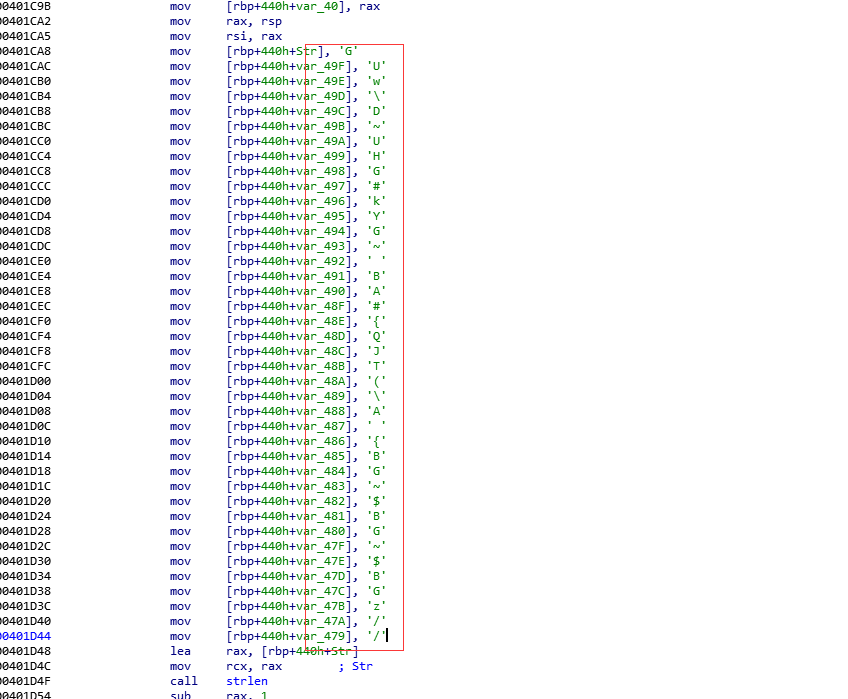 00401C9B mov [rbp+440h+var_40], rax
00401CA2 mov rax, rsp
00401CA5 mov rsi, rax
00401CA8 mov [rbp+440h+Str], 'G'
00401CAC mov [rbp+440h+var_49F], 'U'
00401CB0 mov [rbp+440h+var_49E], 'w'
00401CB4 mov [rbp+440h+var_49D], '\'
00401CB8 mov [rbp+440h+var_49C], 'D'
00401CBC mov [rbp+440h+var_49B], '~'
00401CC0 mov [rbp+440h+var_49A], 'U'
00401CC4 mov [rbp+440h+var_499], 'H'
00401CC8 mov [rbp+440h+var_498], 'G'
00401CCC mov [rbp+440h+var_497], '#'
00401CD0 mov [rbp+440h+var_496], 'k'
00401CD4 mov [rbp+440h+var_495], 'Y'
00401CD8 mov [rbp+440h+var_494], 'G'
00401CDC mov [rbp+440h+var_493], '~'
00401CE0 mov [rbp+440h+var_492], ' '
00401CE4 mov [rbp+440h+var_491], 'B'
00401CE8 mov [rbp+440h+var_490], 'A'
00401CEC mov [rbp+440h+var_48F], '#'
00401CF0 mov [rbp+440h+var_48E], '{'
00401CF4 mov [rbp+440h+var_48D], 'Q'
00401CF8 mov [rbp+440h+var_48C], 'J'
00401CFC mov [rbp+440h+var_48B], 'T'
00401D00 mov [rbp+440h+var_48A], '('
00401D04 mov [rbp+440h+var_489], '\'
00401D08 mov [rbp+440h+var_488], 'A'
00401D0C mov [rbp+440h+var_487], ' '
00401D10 mov [rbp+440h+var_486], '{'
00401D14 mov [rbp+440h+var_485], 'B'
00401D18 mov [rbp+440h+var_484], 'G'
00401D1C mov [rbp+440h+var_483], '~'
00401D20 mov [rbp+440h+var_482], '$'
00401D24 mov [rbp+440h+var_481], 'B'
00401D28 mov [rbp+440h+var_480], 'G'
00401D2C mov [rbp+440h+var_47F], '~'
00401D30 mov [rbp+440h+var_47E], '$'
00401D34 mov [rbp+440h+var_47D], 'B'
00401D38 mov [rbp+440h+var_47C], 'G'
00401D3C mov [rbp+440h+var_47B], 'z'
00401D40 mov [rbp+440h+var_47A], '/'
00401D44 mov [rbp+440h+var_479], '/'
00401D48 lea rax, [rbp+440h+Str]
00401D4C mov rcx, rax ; Str
00401D4F call strlen
00401D54 sub rax, 1